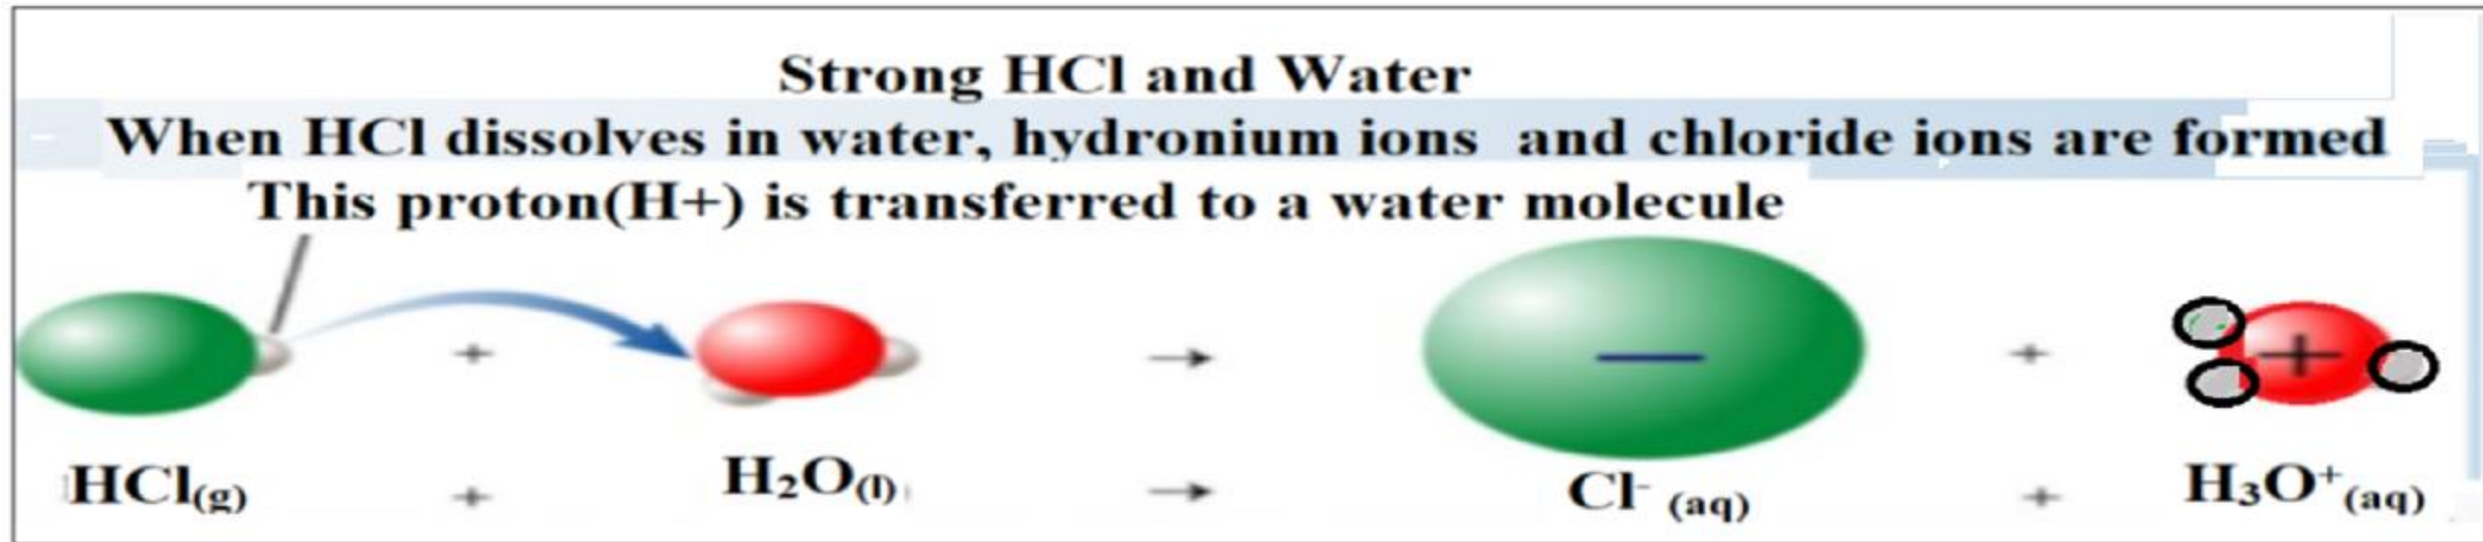 Strong HCl and Water
When HCl dissolves in water, hydronium ions and chloride ions are formed
This proton(H+) is transferred to a water molecule
+ → — + +
HCl(g) + H₂O(l) → Cl⁻ (aq) + H₃O⁺(aq)